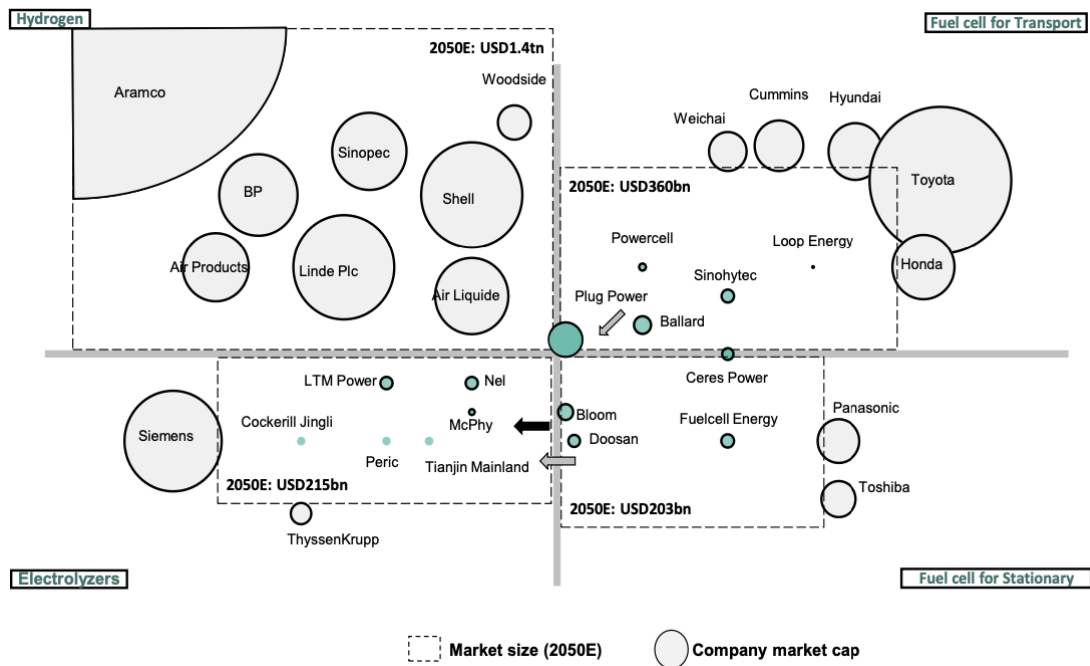 Hydrogen
Fuel cell for Transport
2050E: USD1.4tn
Woodside
Aramco
Cummins
Hyundai
Weichai
Sinopec
BP
Shell
2050E: USD360bn
Toyota
Powercell
Loop Energy
Air Products
Linde Plc
Air Liquide
Honda
Sinohytec
Plug Power
Ballard
LTM Power
Nel
Ceres Power
Cockerill Jingli
McPhy
Bloom
Fuelcell Energy
Panasonic
Siemens
Doosan
Peric
Tianjin Mainland
2050E: USD215bn
Toshiba
2050E: USD203bn
ThyssenKrupp
Electrolyzers
Fuel cell for Stationary
Market size (2050E)
Company market cap